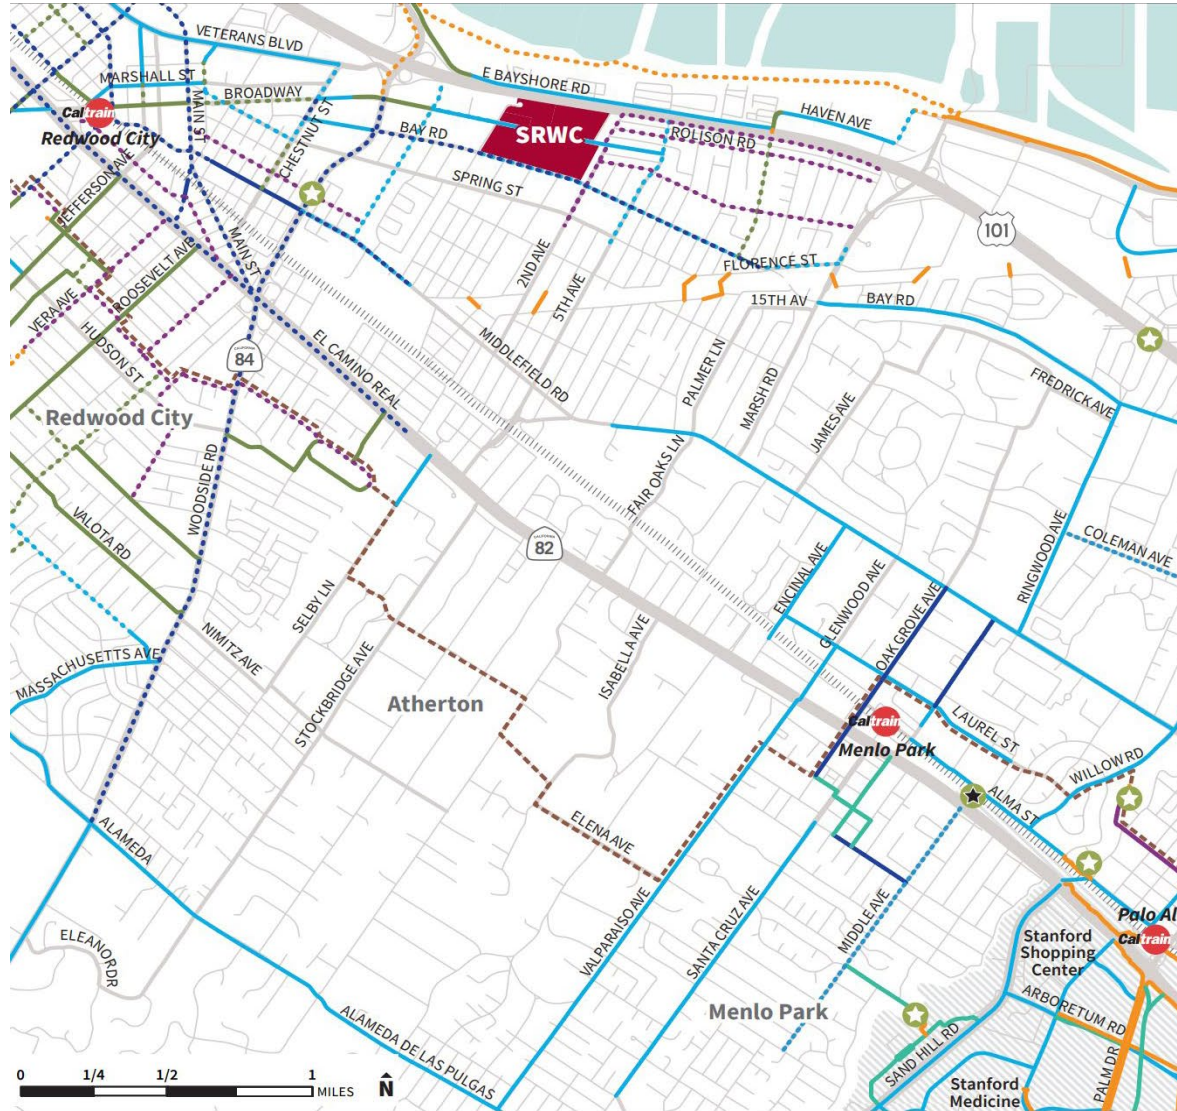 VETERANS BLVD
MARSHALL ST
BROADWAY
E BAYSHORE RD
HAVEN AVE
Caltrain
Redwood City
MAIN ST
CHESTNUT ST
BAY RD
SRWC
ROLISON RD
JEFFERSON AVE
SPRING ST
101
MAIN ST
2ND AVE
5TH AVE
FLORENCE ST
15TH AV
BAY RD
ROOSEVELT AVE
VERA AVE
HUDSON ST
CALIFORNIA
84
EL CAMINO REAL
MIDDLEFIELD RD
PALMER LN
MARSH RD
JAMES AVE
FREDRICK AVE
Redwood City
WOODSIDE RD
FAIR OAKS LN
VALOTA RD
CALIFORNIA
82
ENCINAL AVE
GLENWOOD AVE
OAK GROVE AVE
RINGWOOD AVE
COLEMAN AVE
SELBY LN
NIMITZ AVE
STOCKBRIDGE AVE
ISABELLA AVE
MASSACHUSETTS AVE
Atherton
Caltrain
Menlo Park
LAUREL ST
WILLOW RD
ALMA ST
ALAMEDA
ELENA AVE
VALPARAISO AVE
SANTA CRUZ AVE
MIDDLE AVE
ELEANOR DR
Palo Al
Caltrain
Stanford
Shopping
Center
ARBORETUM RD
Menlo Park
SAND HILL RD
PALM DR
ALAMEDA DE LAS PULGAS
Stanford
Medicine
0 1/4 1/2 1
MILES
N